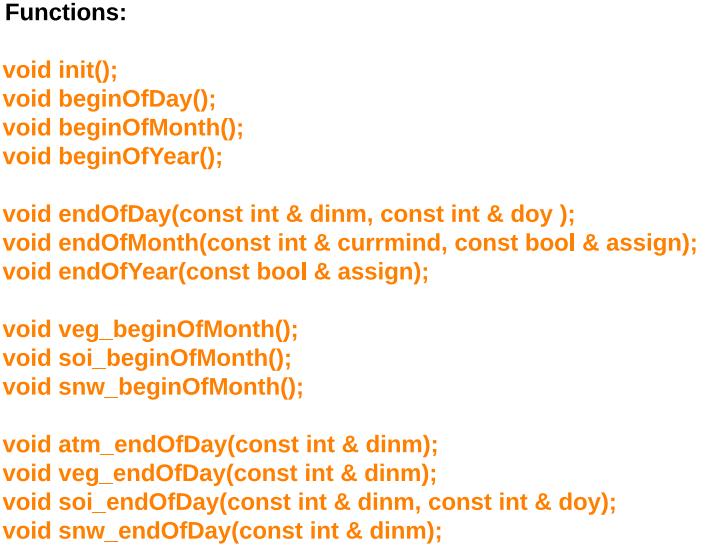 Functions:
void init();
void beginOfDay();
void beginOfMonth();
void beginOfYear();
void endOfDay(const int & dinm, const int & doy );
void endOfMonth(const int & currmind, const bool & assign);
void endOfYear(const bool & assign);
void veg_beginOfMonth();
void soi_beginOfMonth();
void snw_beginOfMonth();
void atm_endOfDay(const int & dinm);
void veg_endOfDay(const int & dinm);
void soi_endOfDay(const int & dinm, const int & doy);
void snw_endOfDay(const int & dinm);